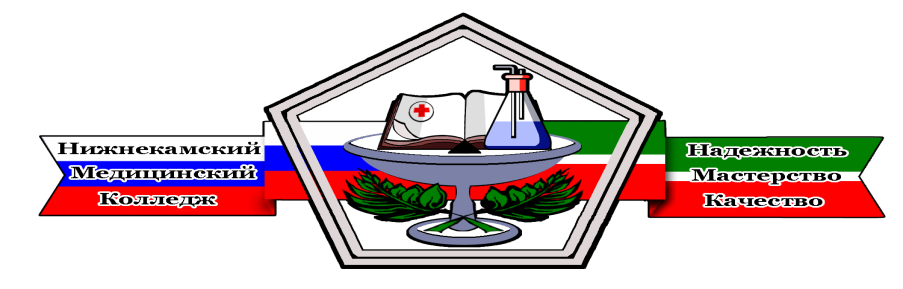 Нижнекамский
Медицинский
Колледж
Надежность
Мастерство
Качество